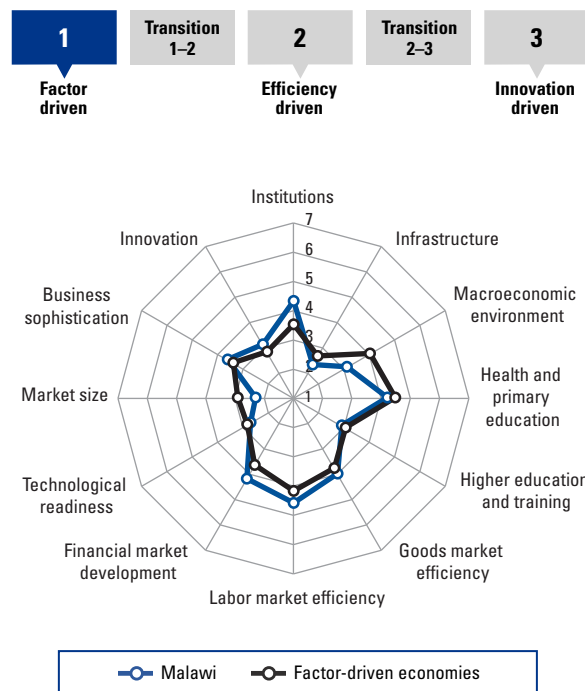 1
Transition
1–2
2
Transition
2–3
3
Factor
driven
Efficiency
driven
Innovation
driven
Institutions
7
Innovation
Infrastructure
6
5
Business
sophistication
Macroeconomic
environment
4
3
2
Market size
1
Health and
primary
education
Technological
readiness
Higher education
and training
Financial market
development
Goods market
efficiency
Labor market efficiency
Malawi
Factor-driven economies